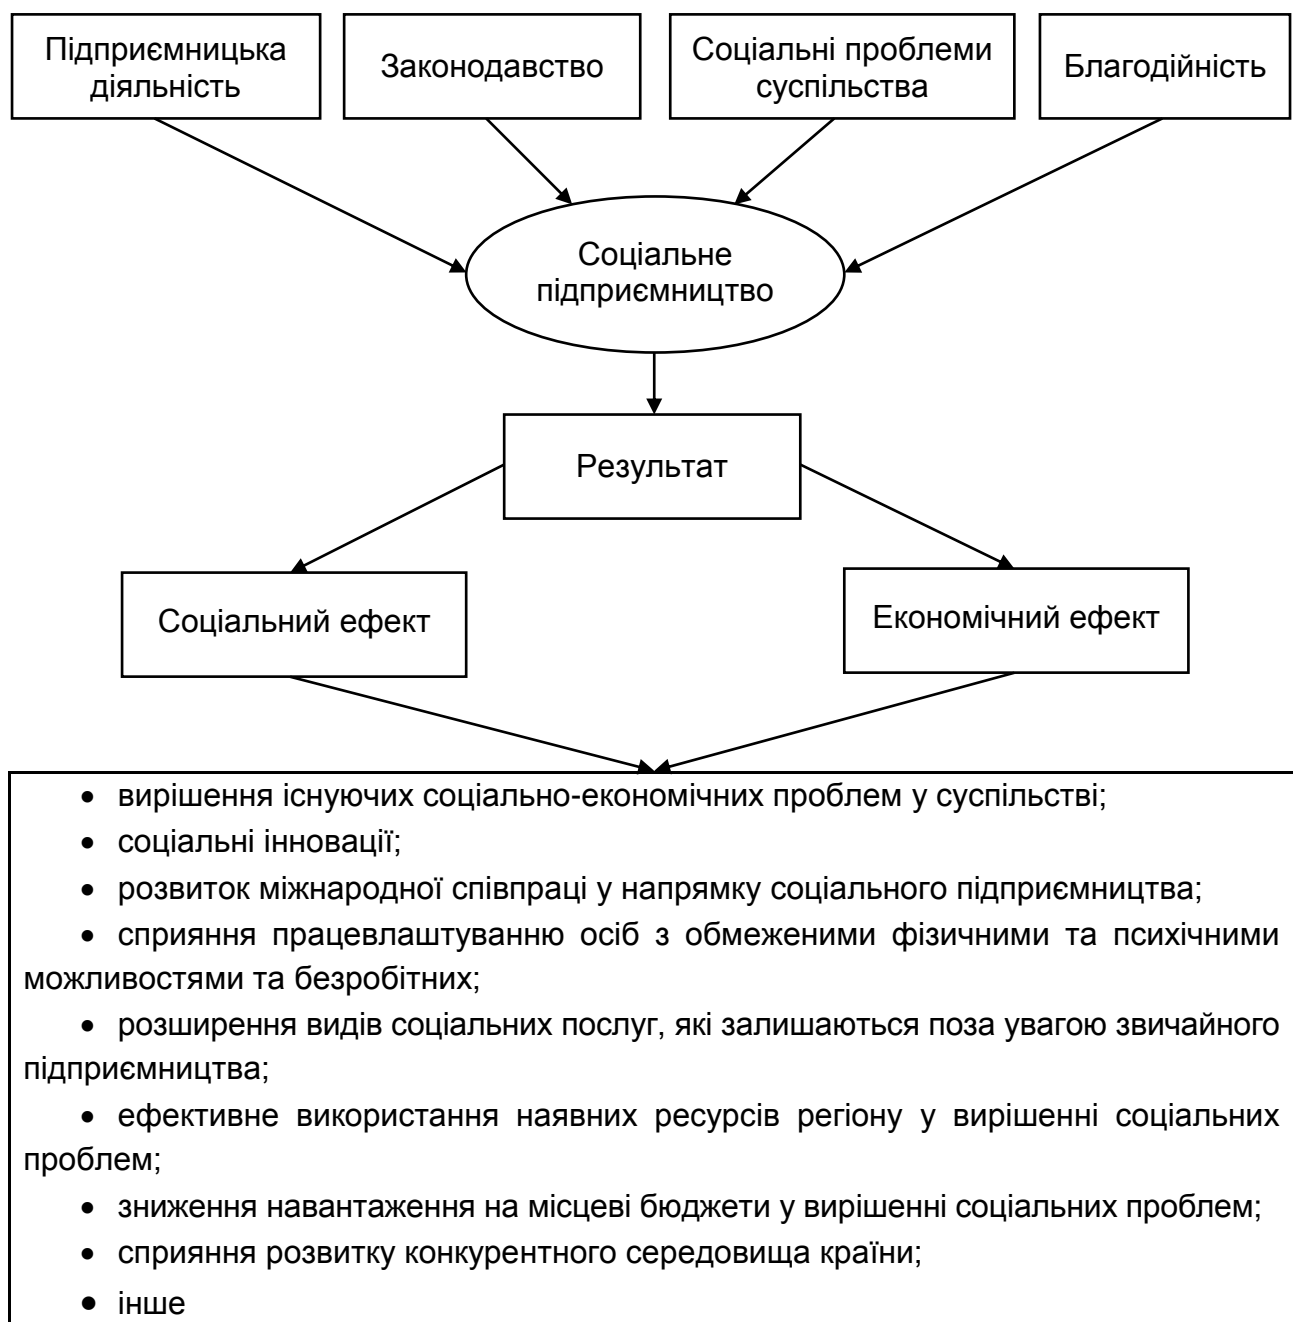 Підприємницька
діяльність
Законодавство
Соціальні проблеми
суспільства
Благодійність
Соціальне
підприємництво
Результат
Соціальний ефект
Економічний ефект
• вирішення існуючих соціально-економічних проблем у суспільстві;
• соціальні інновації;
• розвиток міжнародної співпраці у напрямку соціального підприємництва;
• сприяння працевлаштуванню осіб з обмеженими фізичними та психічними
можливостями та безробітних;
• розширення видів соціальних послуг, які залишаються поза увагою звичайного
підприємництва;
• ефективне використання наявних ресурсів регіону у вирішенні соціальних
проблем;
• зниження навантаження на місцеві бюджети у вирішенні соціальних проблем;
• сприяння розвитку конкурентного середовища країни;
• інше